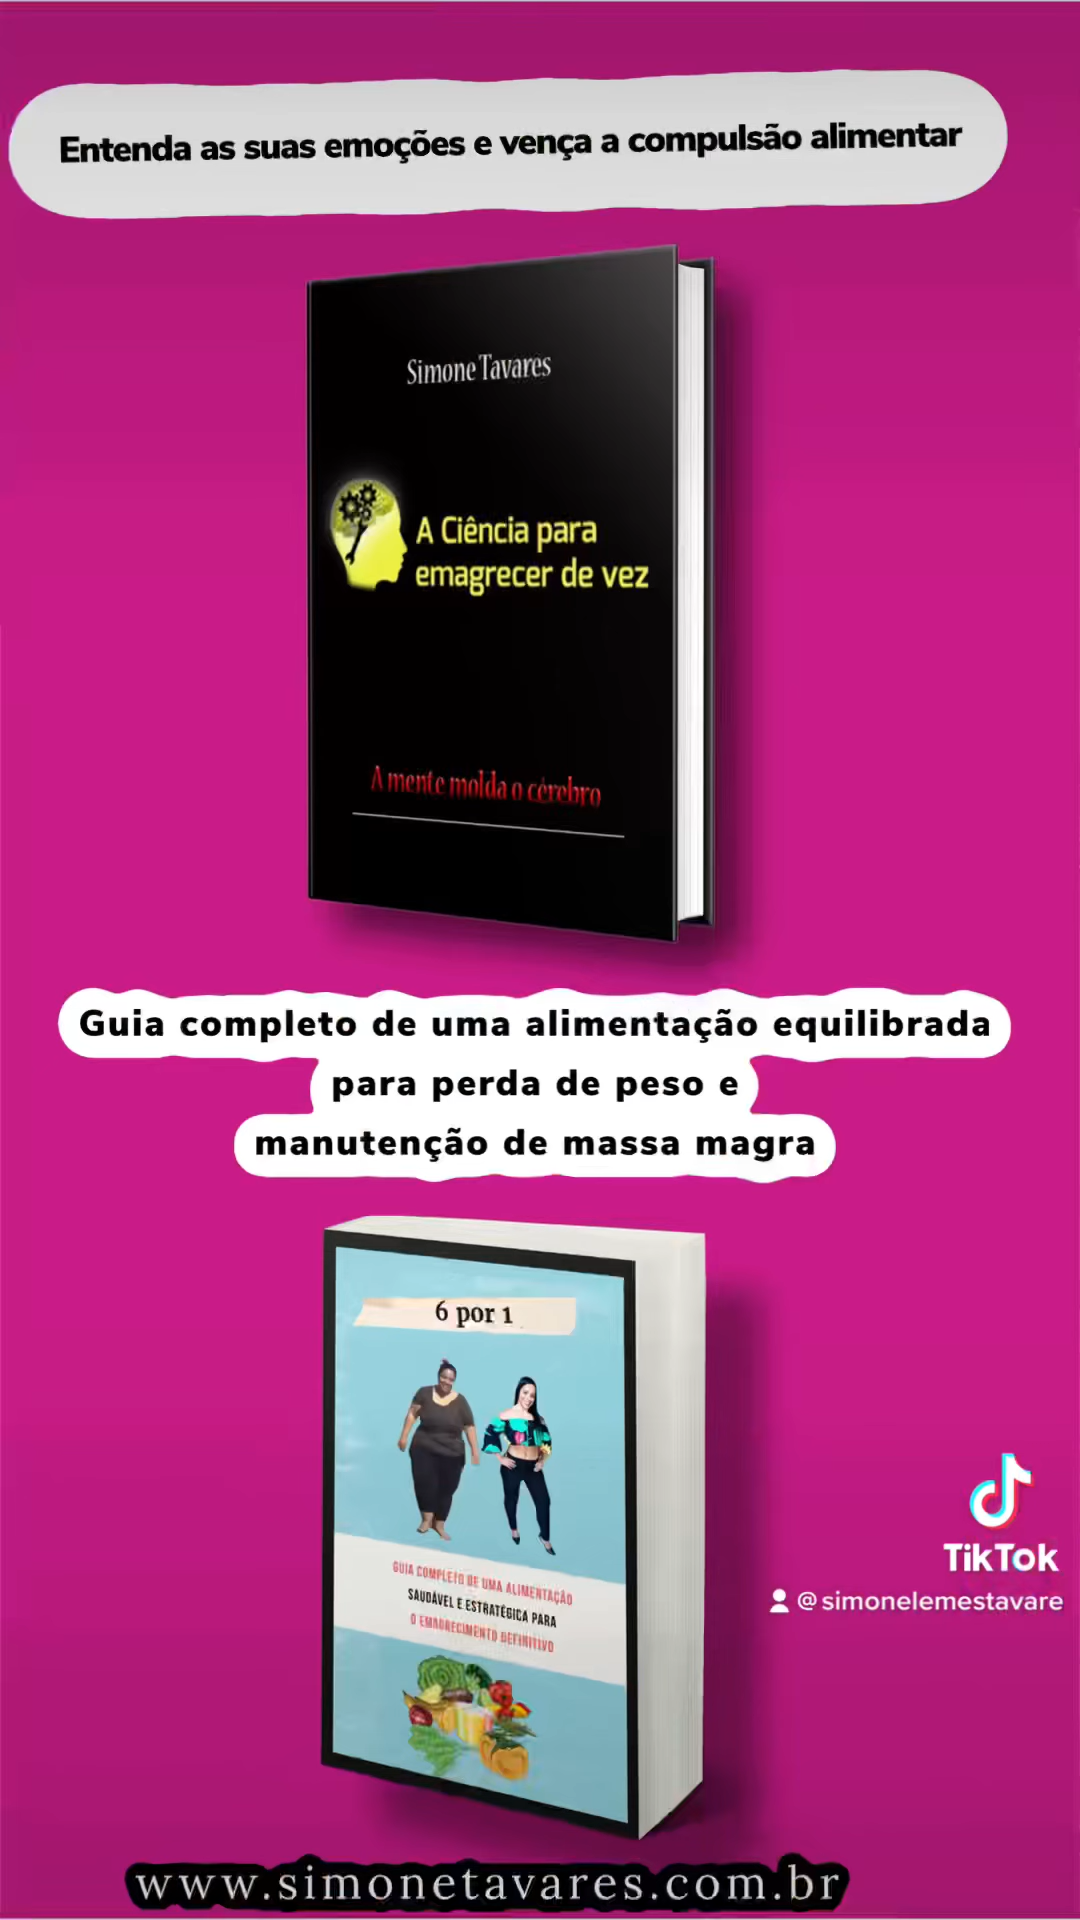 Entenda as suas emoções e vença a compulsão alimentar
Simone Tavares
A Ciência para
emagrecer de vez
A mente molda o cérebro
Guia completo de uma alimentação equilibrada
para perda de peso e
manutenção de massa magra
6 por 1
GUIA COMPLETO DE UMA ALIMENTAÇÃO
SAUDÁVEL E ESTRATÉGICA PARA
O EMAGRECIMENTO DEFINITIVO
TikTok
@simonelemestavare
www.simonetavares.com.br